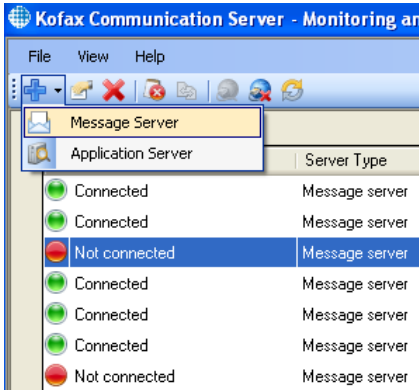 Kofax Communication Server - Monitoring
File View Help
Message Server
Application Server
Server Type
Connected Message server
Connected Message server
Not connected Message server
Connected Message server
Connected Message server
Connected Message server
Not connected Message server